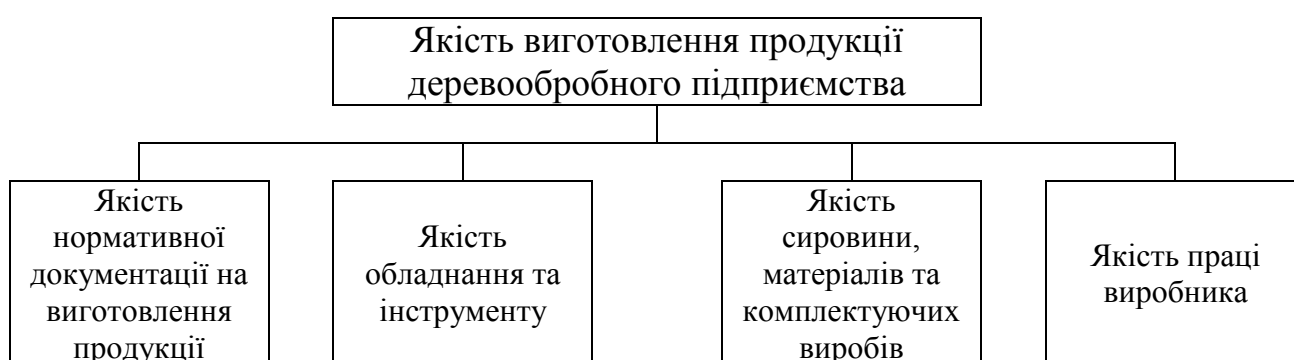 Якість виготовлення продукції
деревообробного підприємства
Якість
нормативної
документації на
виготовлення
продукції
Якість
обладнання та
інструменту
Якість
сировини,
матеріалів та
комплектуючих
виробів
Якість праці
виробника